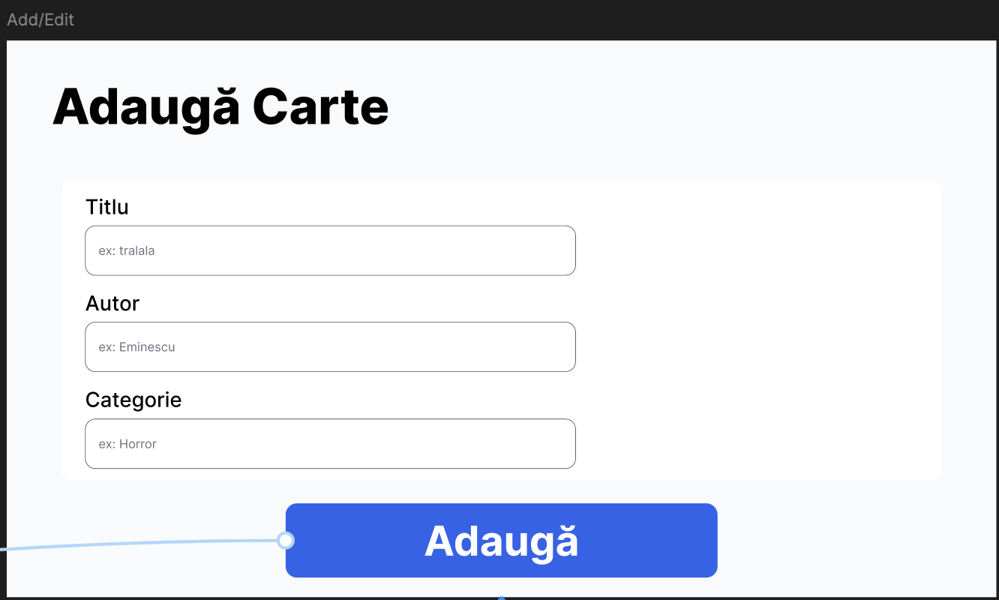 Add/Edit
Adaugă Carte
Titlu
ex: tralala
Autor
ex: Eminescu
Categorie
ex: Horror
Adaugă